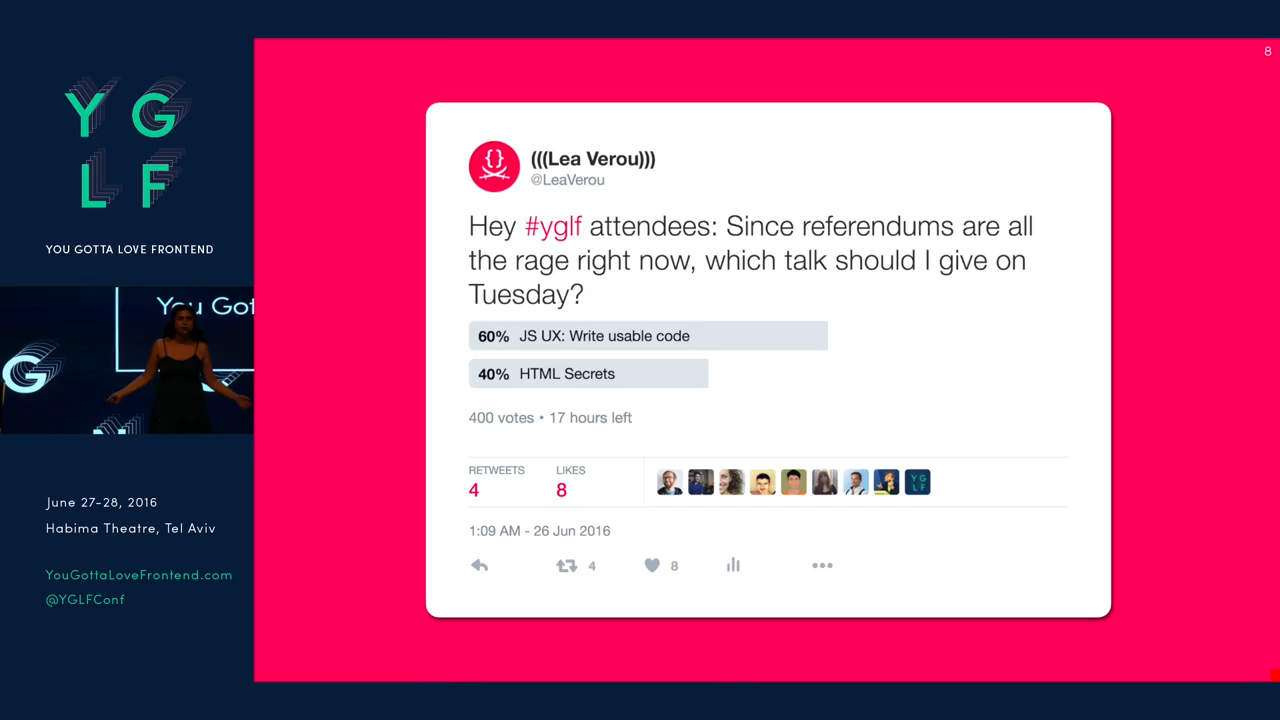 Y G
L F
YOU GOTTA LOVE FRONTEND
You Got
G
June 27-28, 2016
Habima Theatre, Tel Aviv
YouGottaLoveFrontend.com
@YGLFConf
8
{}
(((Lea Verou)))
@LeaVerou
Hey #yglf attendees: Since referendums are all
the rage right now, which talk should I give on
Tuesday?
60% JS UX: Write usable code
40% HTML Secrets
400 votes • 17 hours left
RETWEETS LIKES
4 8
Y G
L F
1:09 AM - 26 Jun 2016
4 8